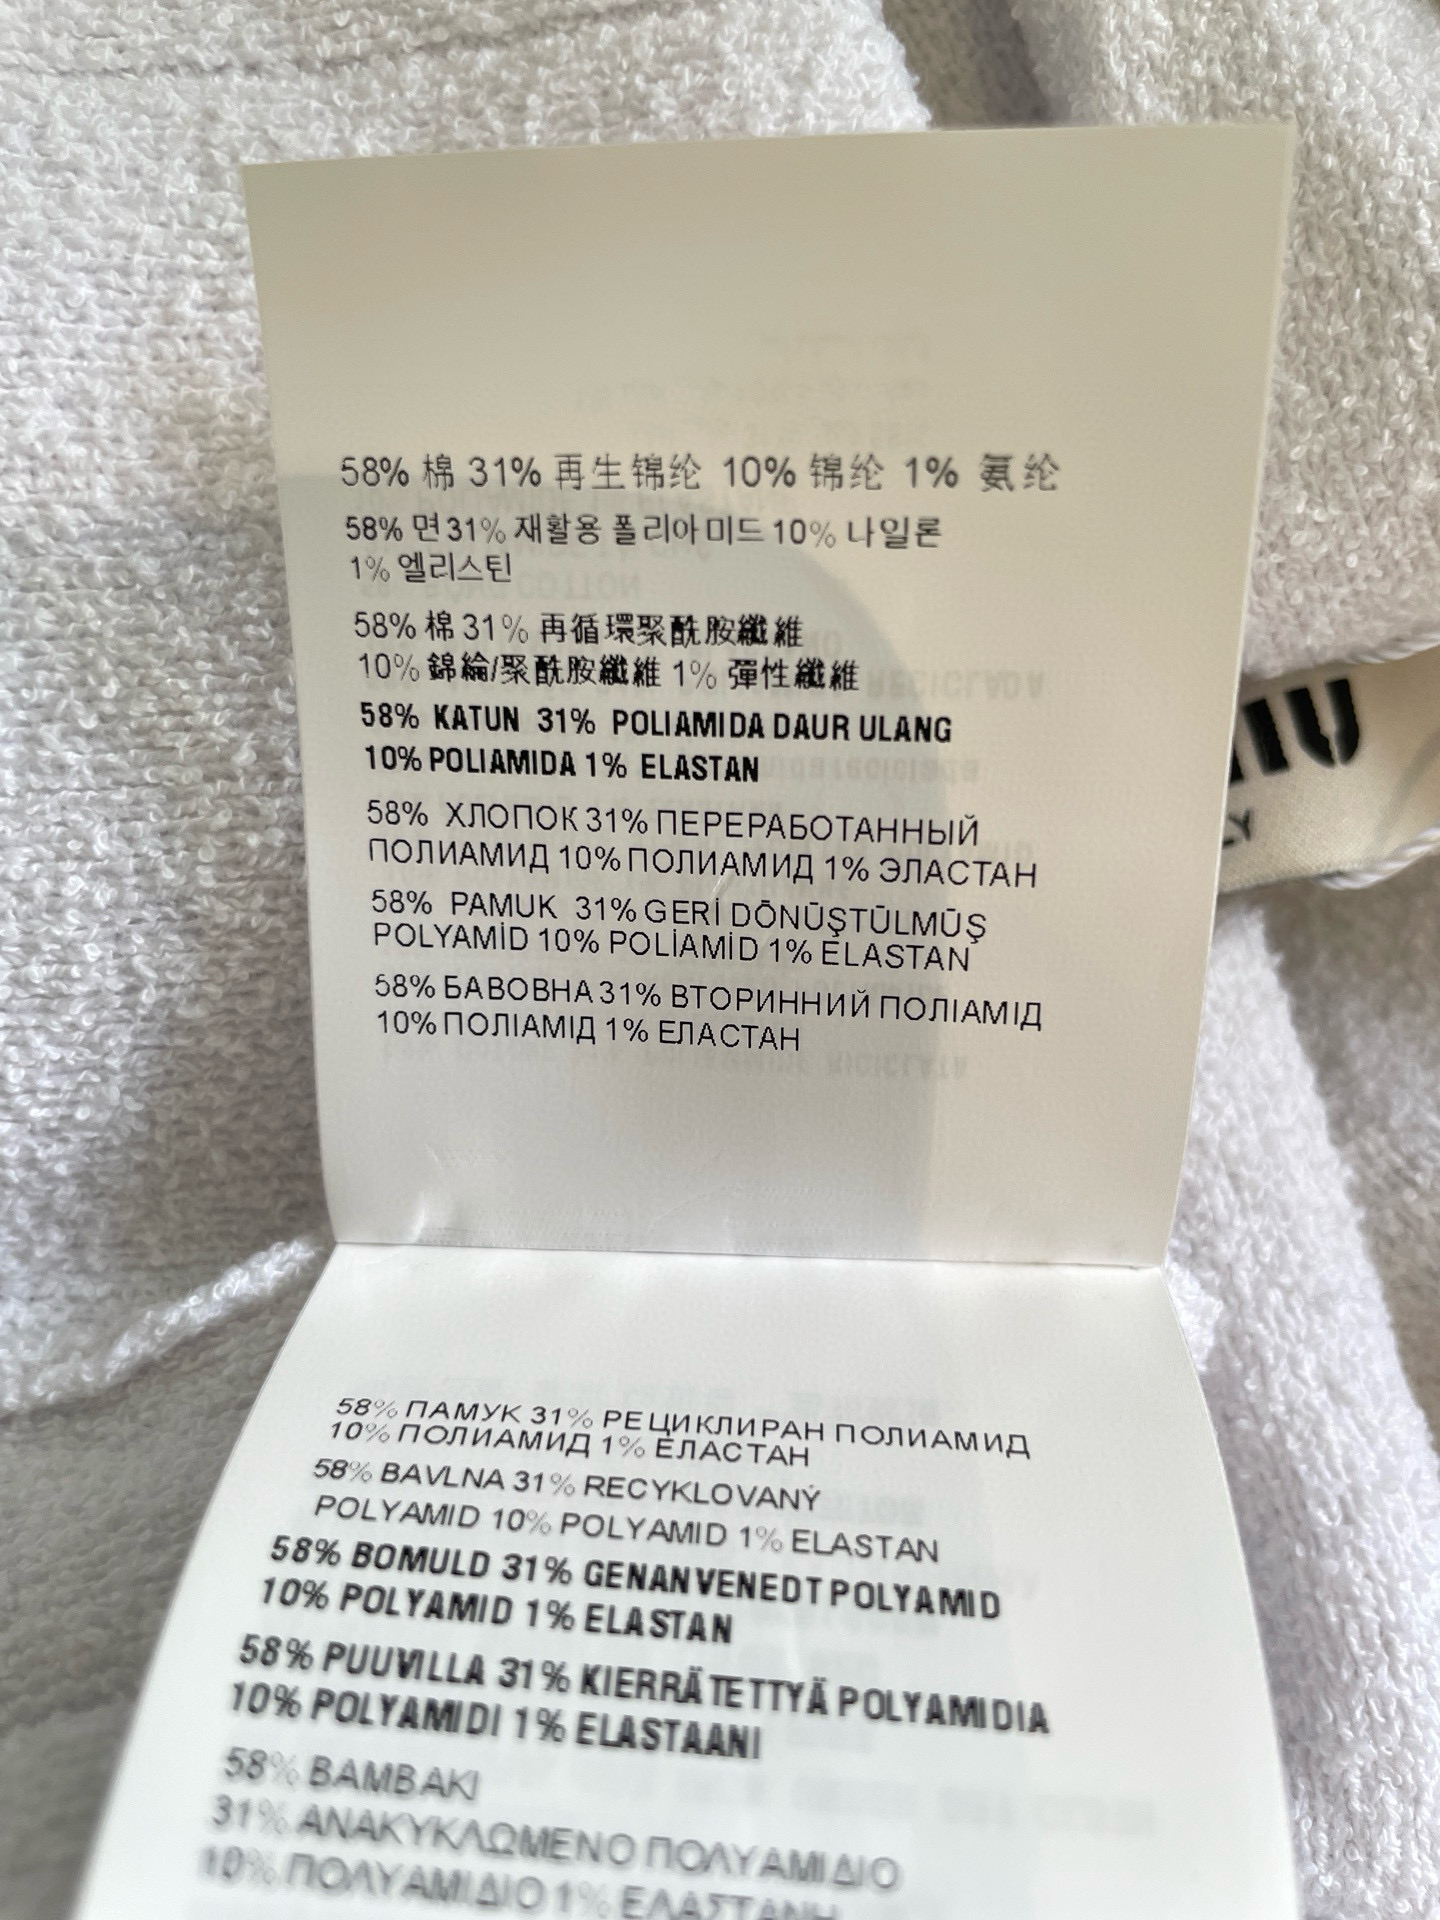 58% 棉 31% 再生锦纶 10% 锦纶 1% 氨纶
58% 면 31% 재활용 폴리아미드 10% 나일론
1% 엘리스틴
58% 棉 31% 再循環聚酰胺纖維
10% 錦綸/聚酰胺纖維 1% 彈性纖維
58% KATUN 31% POLIAMIDA DAUR ULANG
10% POLIAMIDA 1% ELASTAN
58% ХЛОПОК 31% ПЕРЕРАБОТАННЫЙ
ПОЛИАМИД 10% ПОЛИАМИД 1% ЭЛАСТАН
58% PAMUK 31% GERİ DÖNÜŞTÜLMÜŞ
POLYAMİD 10% POLİAMİD 1% ELASTAN
58% БАВОВНА 31% ВТОРИННИЙ ПОЛІАМІД
10% ПОЛІАМІД 1% ЕЛАСТАН
58% ПАМУК 31% РЕЦИКЛИРАН ПОЛИАМИД
10% ПОЛИАМИД 1% ЕЛАСТАН
58% BAVLNA 31% RECYKLOVANÝ
POLYAMID 10% POLYAMID 1% ELASTAN
58% BOMULD 31% GENANVENEDT POLYAMID
10% POLYAMID 1% ELASTAN
58% PUUVILLA 31% KIERRÄTETTYÄ POLYAMIDIA
10% POLYAMIDI 1% ELASTAANI
58% ΒΑΜΒΑΚΙ
31% ΑΝΑΚΥΚΛΩΜΕΝΟ ΠΟΛΥΑΜΙΔΙΟ
10% ΠΟΛΥΑΜΙΔΙΟ 1% ΕΛΑΣΤΑΝΗ